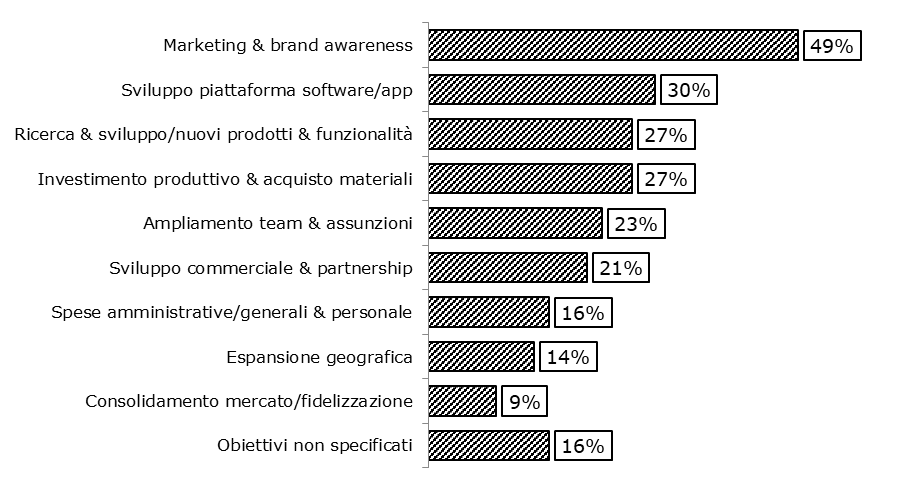 Marketing & brand awareness 49%
Sviluppo piattaforma software/app 30%
Ricerca & sviluppo/nuovi prodotti & funzionalità 27%
Investimento produttivo & acquisto materiali 27%
Ampliamento team & assunzioni 23%
Sviluppo commerciale & partnership 21%
Spese amministrative/generali & personale 16%
Espansione geografica 14%
Consolidamento mercato/fidelizzazione 9%
Obiettivi non specificati 16%